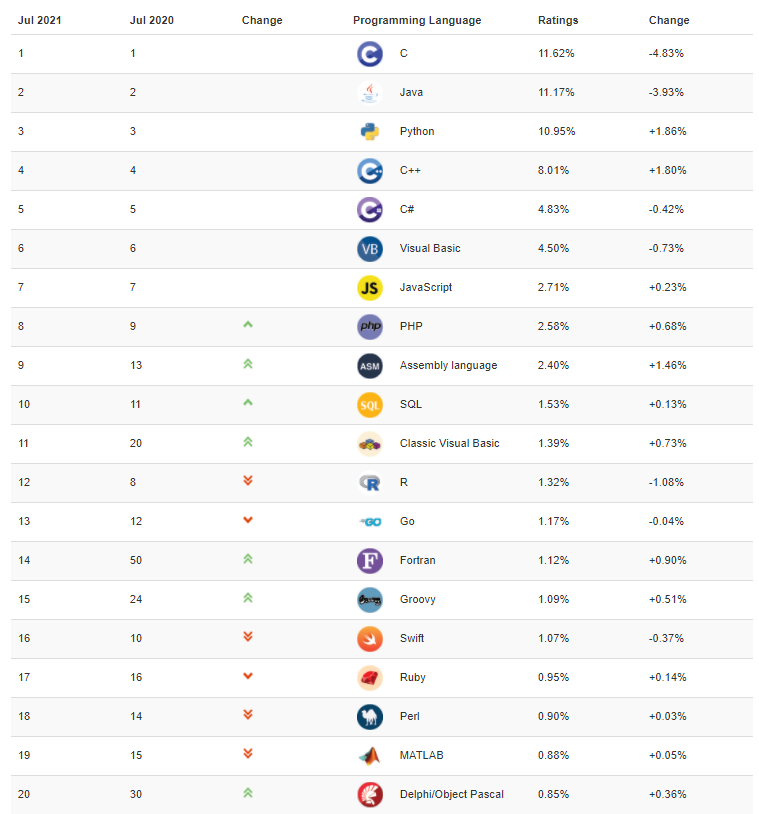 Jul 2021 Jul 2020 Change Programming Language Ratings Change
1 1 C 11.62% -4.83%
2 2 Java 11.17% -3.93%
3 3 Python 10.95% +1.86%
4 4 C++ 8.01% +1.80%
5 5 C# 4.83% -0.42%
6 6 VB Visual Basic 4.50% -0.73%
7 7 JS JavaScript 2.71% +0.23%
8 9 php PHP 2.58% +0.68%
9 13 ASM Assembly language 2.40% +1.46%
10 11 SQL SQL 1.53% +0.13%
11 20 Classic Visual Basic 1.39% +0.73%
12 8 R R 1.32% -1.08%
13 12 GO Go 1.17% -0.04%
14 50 F Fortran 1.12% +0.90%
15 24 Groovy 1.09% +0.51%
16 10 Swift 1.07% -0.37%
17 16 Ruby 0.95% +0.14%
18 14 Perl 0.90% +0.03%
19 15 MATLAB 0.88% +0.05%
20 30 Delphi/Object Pascal 0.85% +0.36%